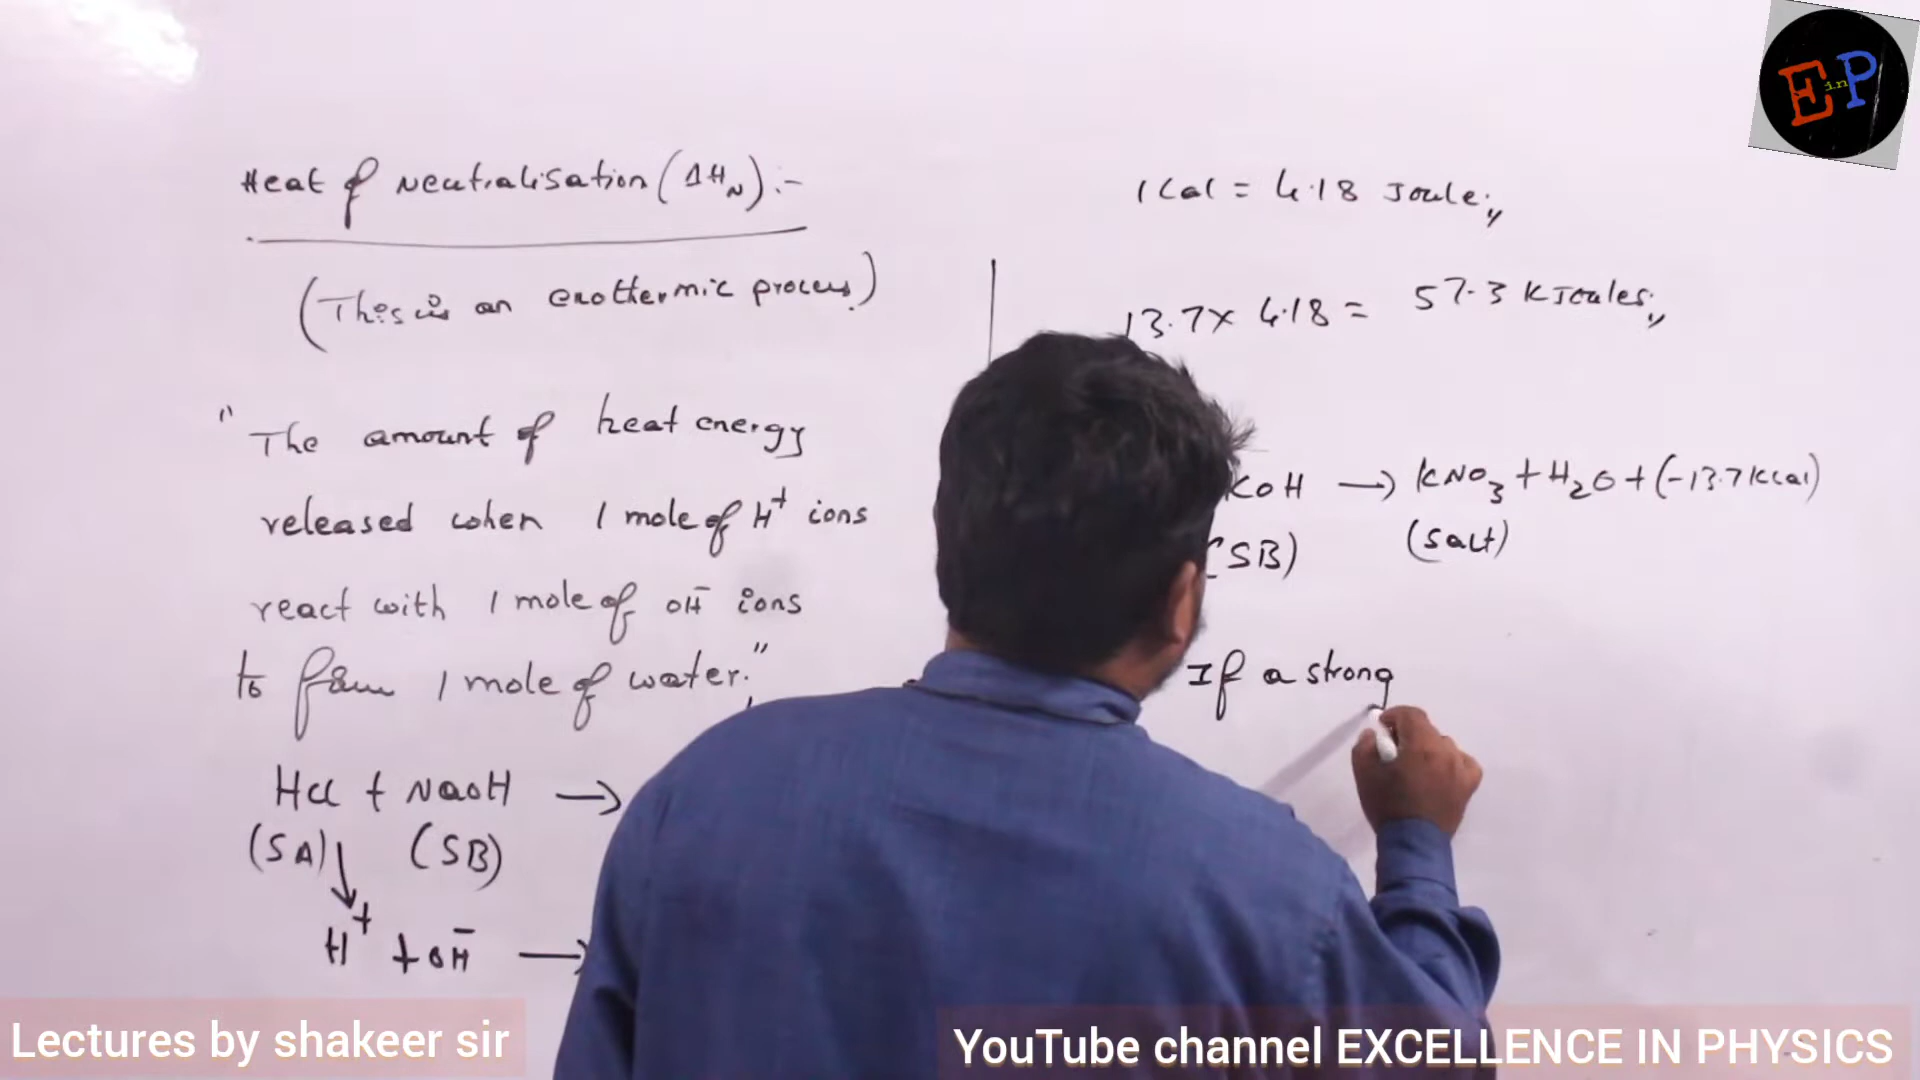 E in P
Heat of Neutralisation (ΔH_N) :-
(This is an exothermic process)
"The amount of heat energy
released when 1 mole of H⁺ ions
react with 1 mole of OH⁻ ions
to form 1 mole of water."
HCl + NaOH →
(SA) (SB)
H⁺ + OH⁻ →
1 Cal = 4.18 Joule.,,
13.7 x 4.18 = 57.3 KJoules.,,
KOH → KNO₃ + H₂O + (-13.7 Kcal)
(SB) (salt)
If a strong
Lectures by shakeer sir
YouTube channel EXCELLENCE IN PHYSICS